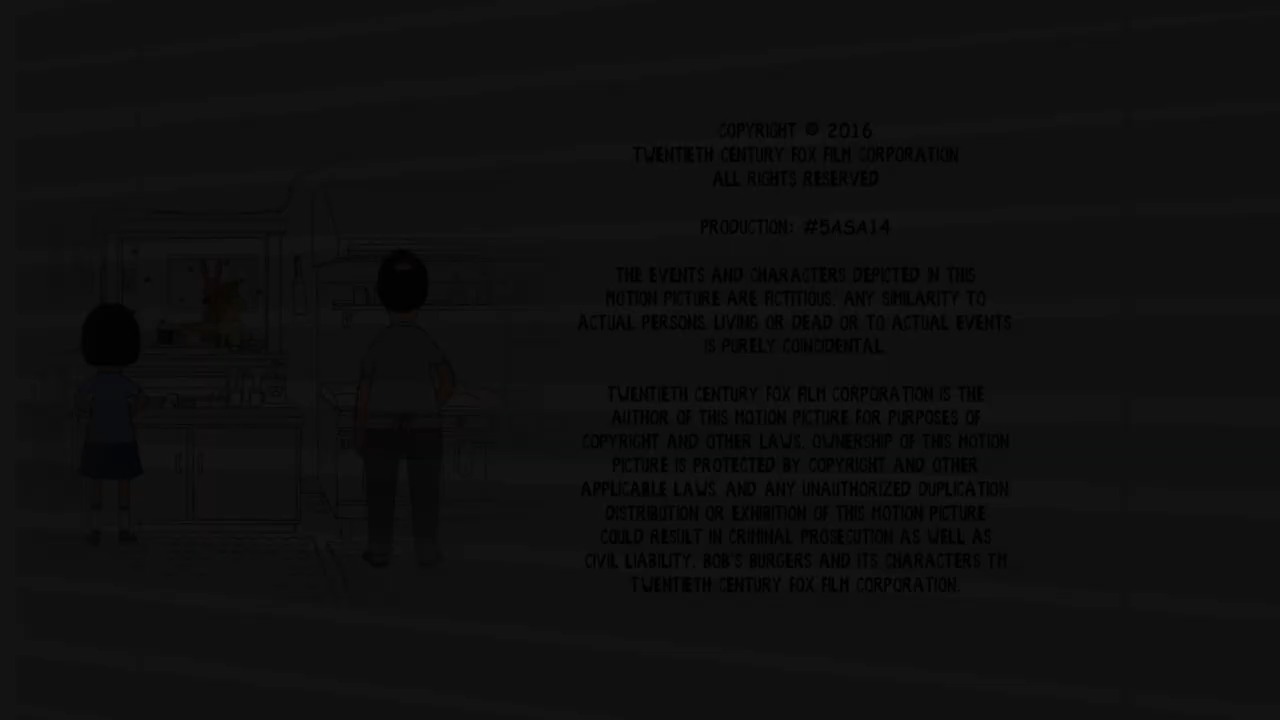 COPYRIGHT © 2016
TWENTIETH CENTURY FOX FILM CORPORATION
ALL RIGHTS RESERVED
PRODUCTION: #5ASA14
THE EVENTS AND CHARACTERS DEPICTED IN THIS
MOTION PICTURE ARE FICTITIOUS. ANY SIMILARITY TO
ACTUAL PERSONS, LIVING OR DEAD OR TO ACTUAL EVENTS
IS PURELY COINCIDENTAL.
TWENTIETH CENTURY FOX FILM CORPORATION IS THE
AUTHOR OF THIS MOTION PICTURE FOR PURPOSES OF
COPYRIGHT AND OTHER LAWS. OWNERSHIP OF THIS MOTION
PICTURE IS PROTECTED BY COPYRIGHT AND OTHER
APPLICABLE LAWS, AND ANY UNAUTHORIZED DUPLICATION,
DISTRIBUTION OR EXHIBITION OF THIS MOTION PICTURE
COULD RESULT IN CRIMINAL PROSECUTION AS WELL AS
CIVIL LIABILITY. BOB'S BURGERS AND ITS CHARACTERS TM
TWENTIETH CENTURY FOX FILM CORPORATION.